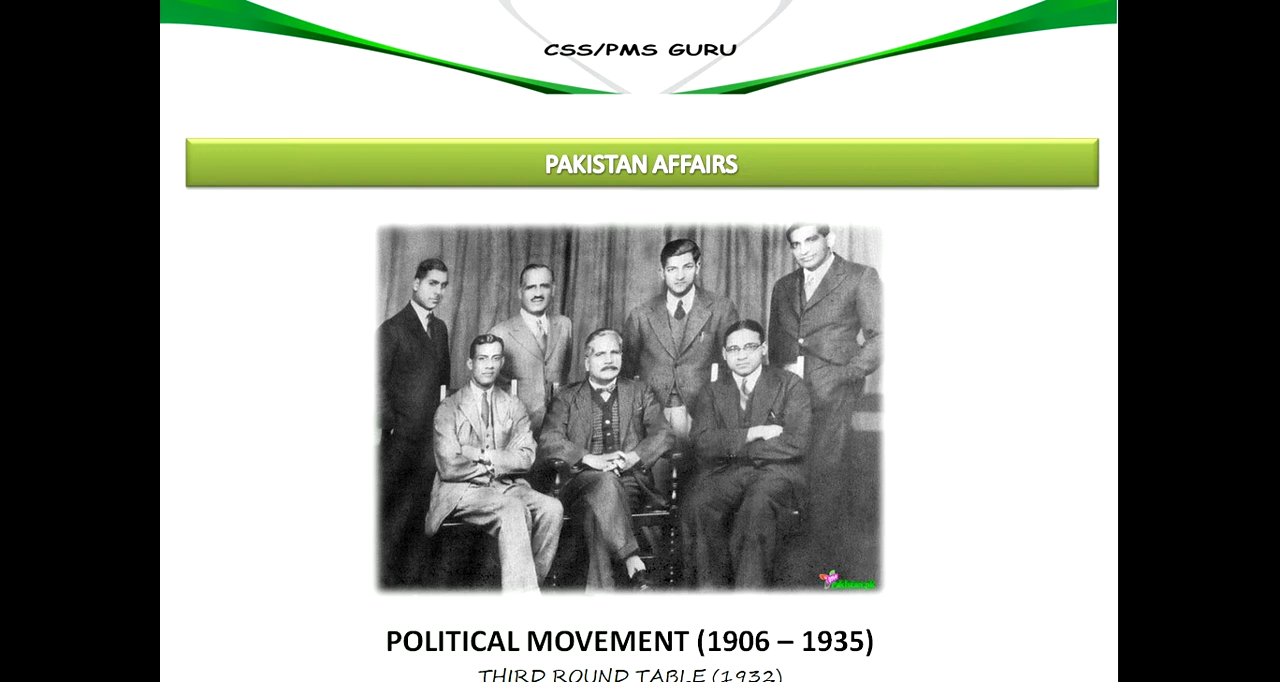 CSS/PMS GURU
PAKISTAN AFFAIRS
POLITICAL MOVEMENT (1906 – 1935)
THIRD ROUND TABLE (1932)